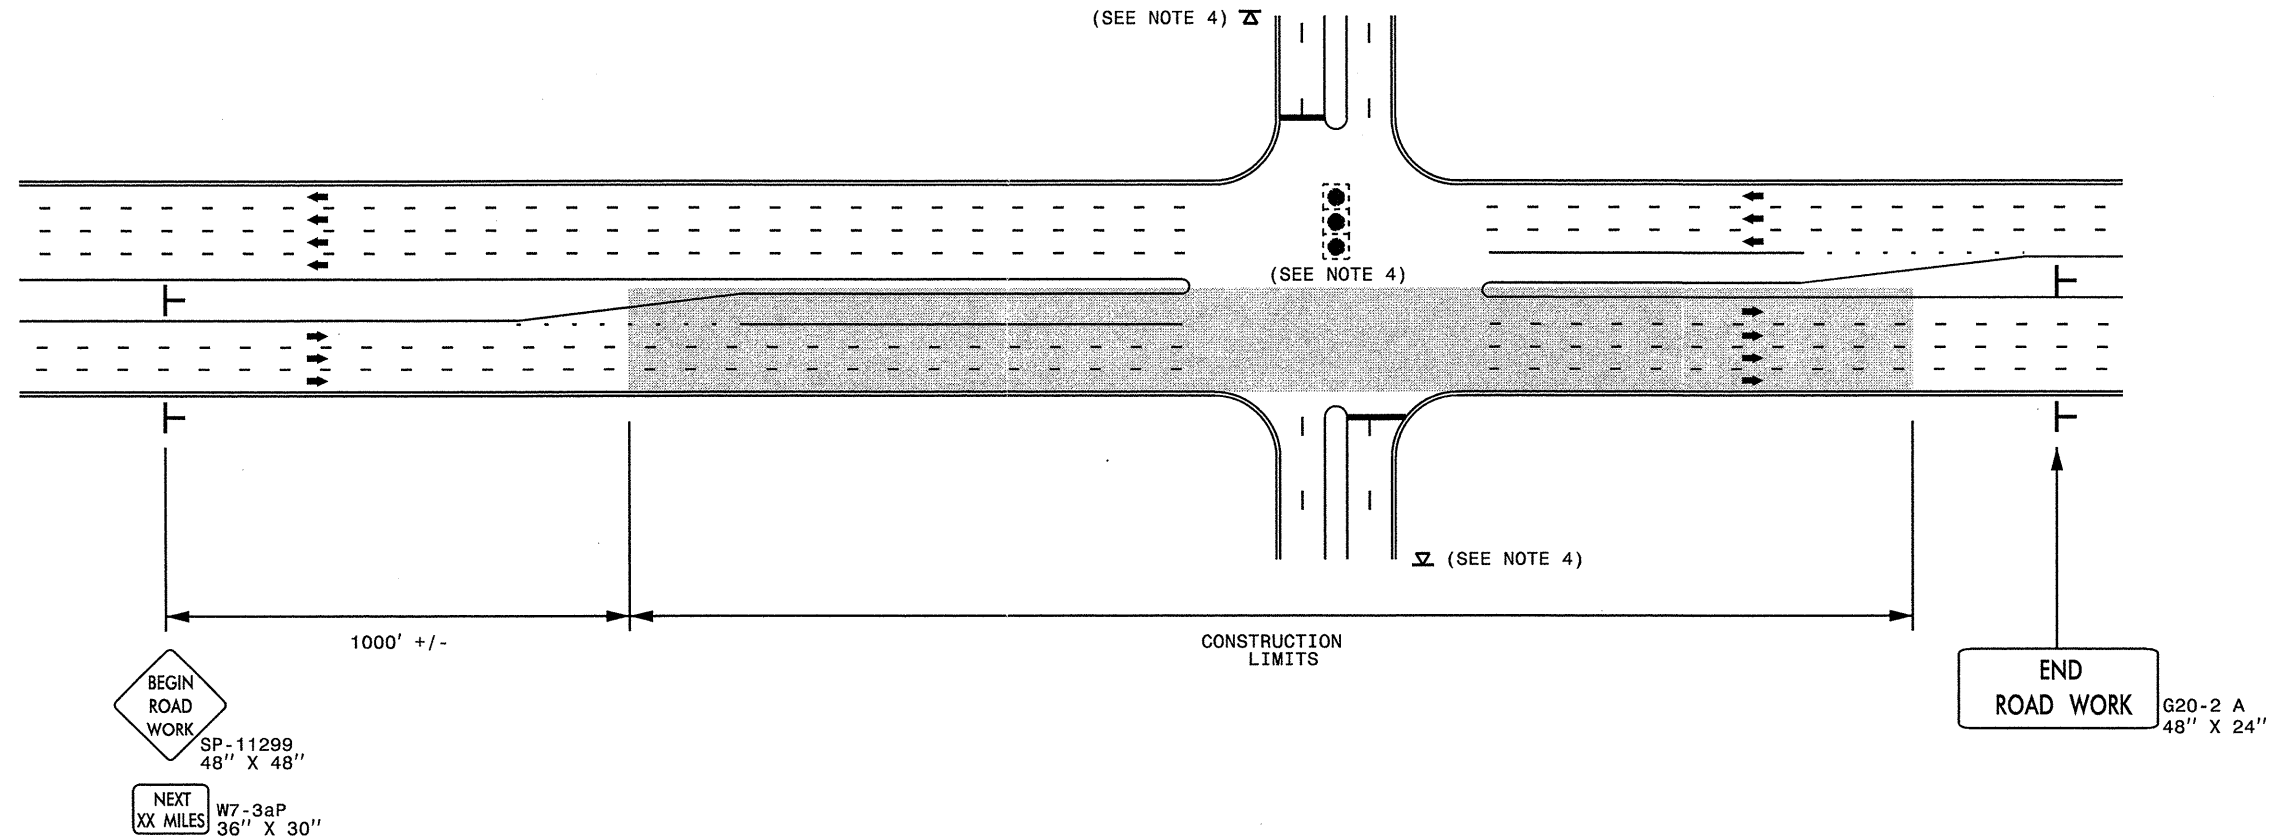 (SEE NOTE 4)
(SEE NOTE 4)
(SEE NOTE 4)
1000' +/-
CONSTRUCTION
LIMITS
BEGIN
ROAD
WORK
SP-11299
48" X 48"
NEXT
XX MILES
W7-3aP
36" X 30"
END
ROAD WORK
G20-2 A
48" X 24"